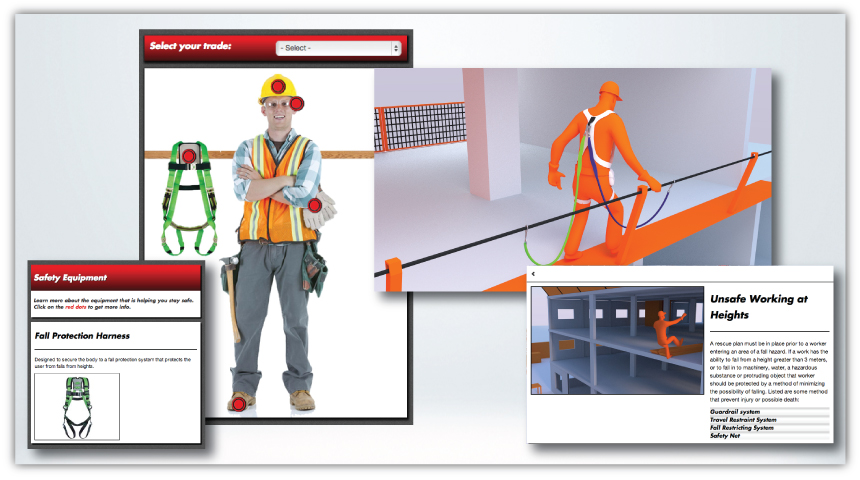 Select your trade:
- Select -
Safety Equipment
Learn more about the equipment that is helping you stay safe.
Click on the red dots to get more info.
Fall Protection Harness
Designed to secure the body to a fall protection system that protects the
user from falls from heights.
Unsafe Working at
Heights
A rescue plan must be in place prior to a worker
entering an area of a fall hazard. If a work has the
ability to fall from a height greater than 3 meters,
or to fall in to machinery, water, a hazardous
substance or protruding object that worker
should be protected by a method of minimizing
the possibility of falling. Listed are some method
that prevent injury or possible death:
Guardrail system
Travel Restraint System
Fall Restricting System
Safety Net